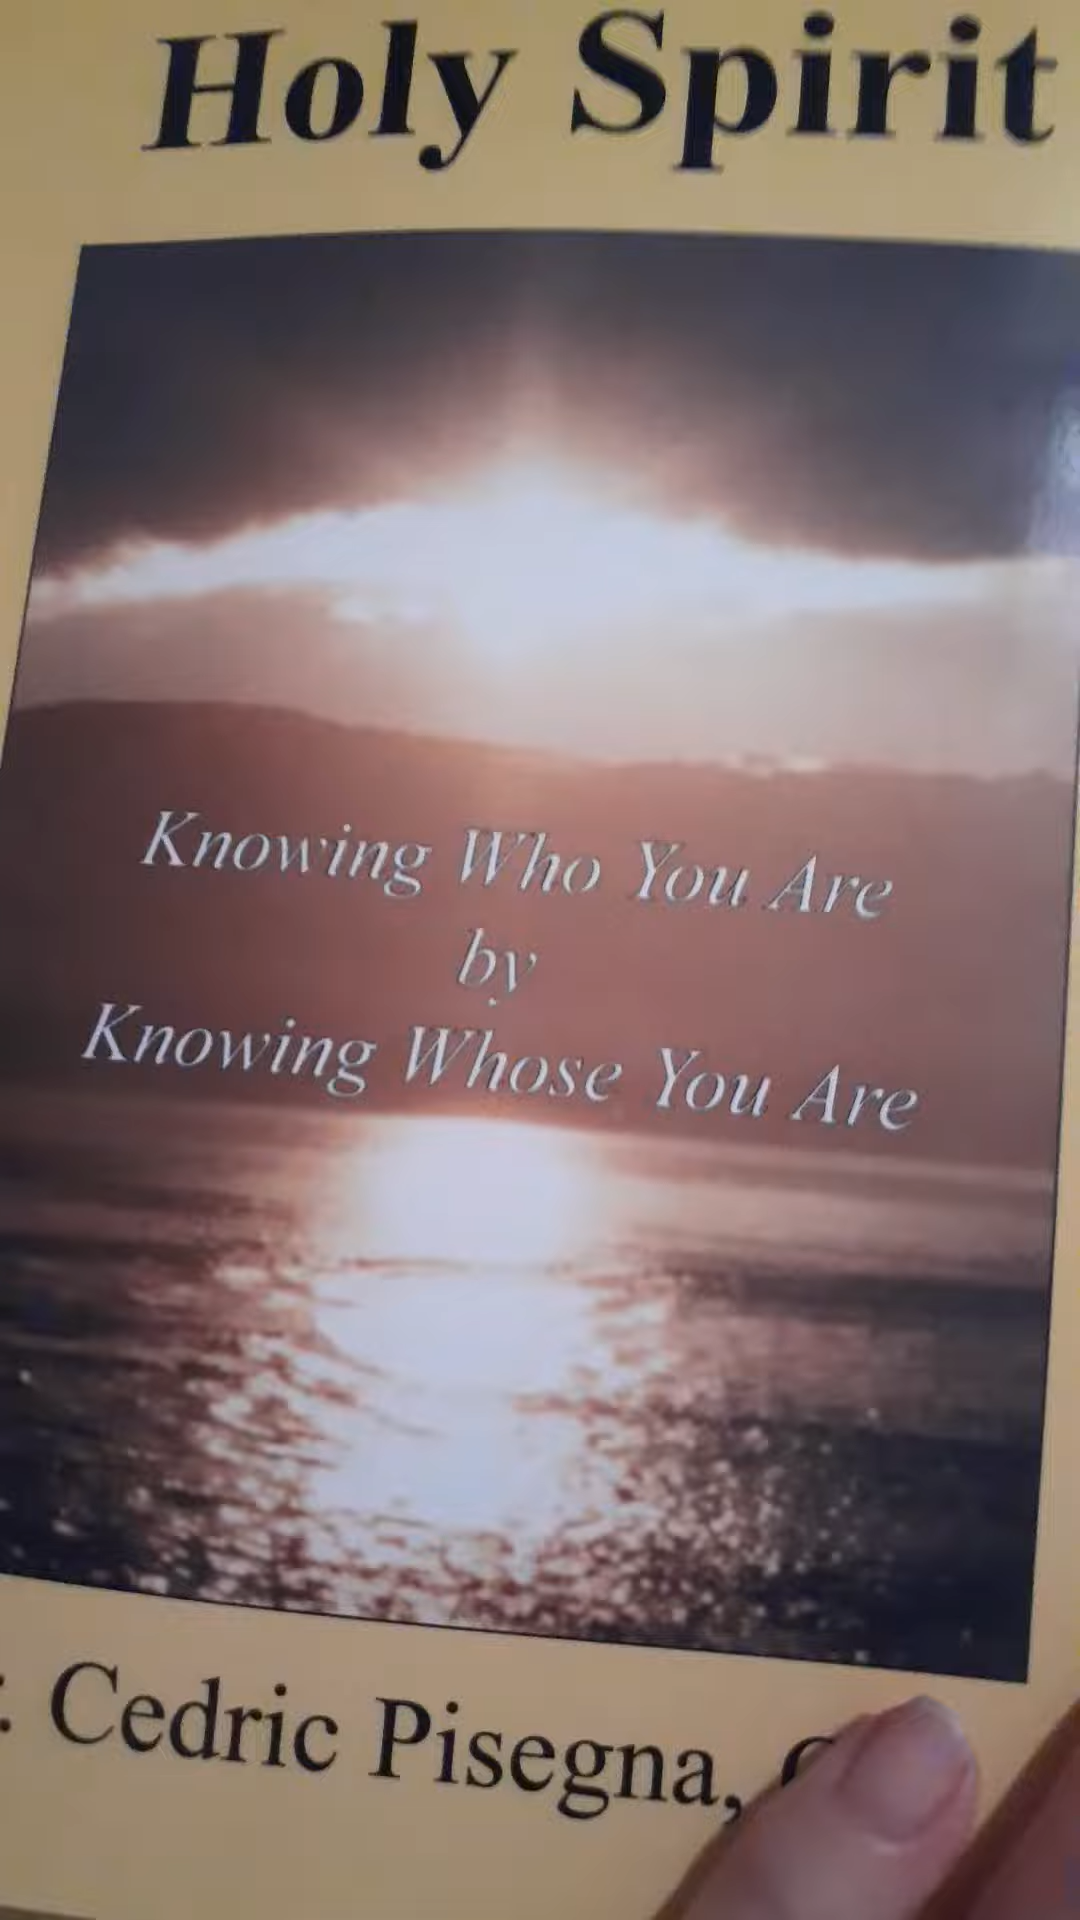 Holy Spirit
Knowing Who You Are
by
Knowing Whose You Are
Cedric Pisegna,